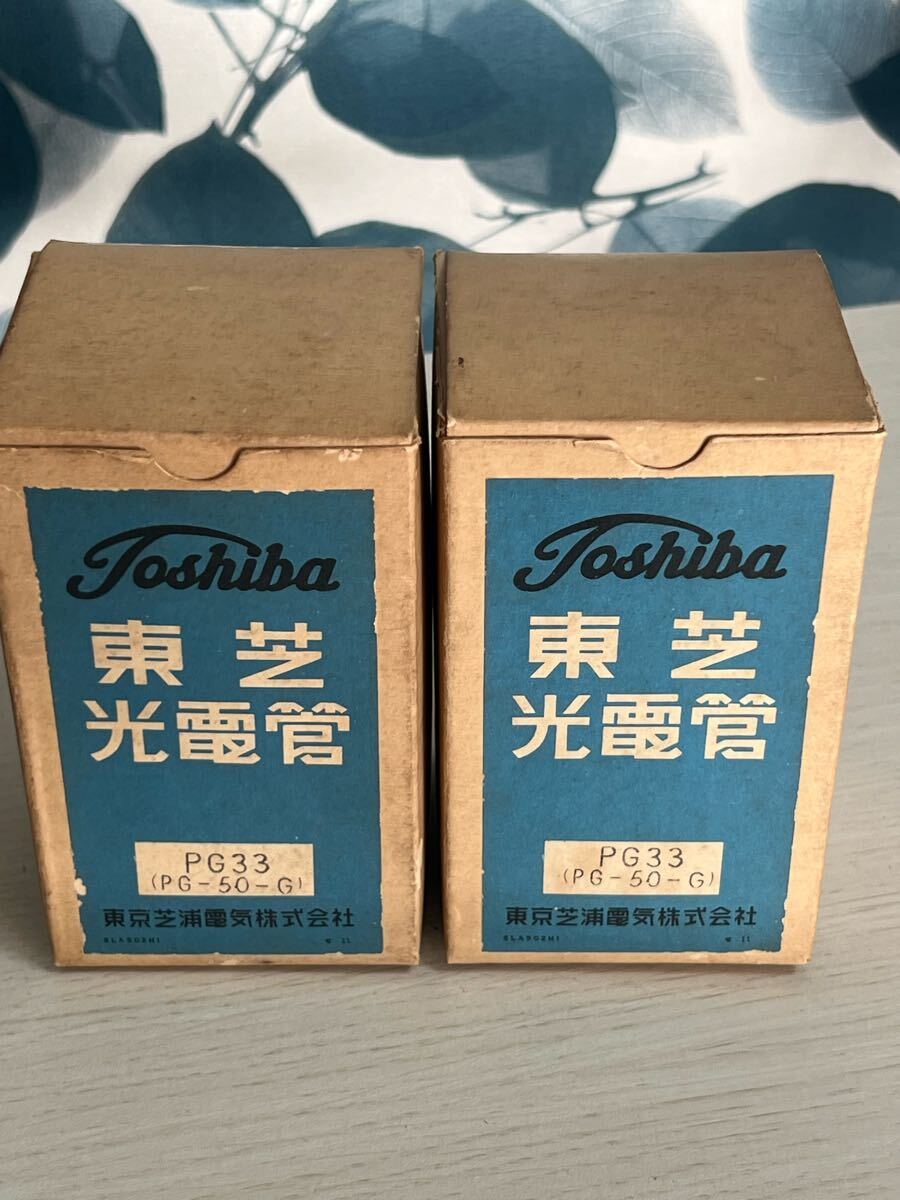 Toshiba
東芝
光電管
PG33
(PG-50-G)
東京芝浦電気株式会社
Toshiba
東芝
光電管
PG33
(PG-50-G)
東京芝浦電気株式会社